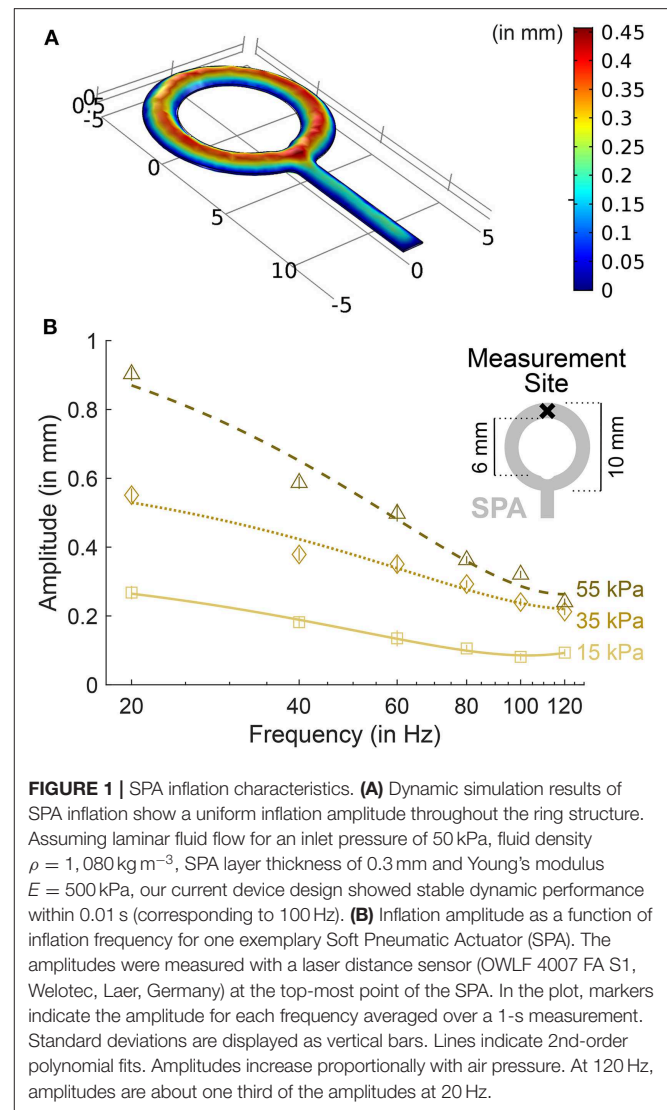 A
(in mm)
0.45
0.4
0.35
0.3
0.25
0.2
0.15
0.1
0.05
0
0
0.5
-5
0
5
10
5
0
-5
B
1
0.8
0.6
0.4
0.2
0
Amplitude (in mm)
Measurement
Site
6 mm
10 mm
SPA
55 kPa
35 kPa
15 kPa
20
40
60
80
100
120
Frequency (in Hz)
FIGURE 1 | SPA inflation characteristics. (A) Dynamic simulation results of
SPA inflation show a uniform inflation amplitude throughout the ring structure.
Assuming laminar fluid flow for an inlet pressure of 50 kPa, fluid density
ρ = 1, 080 kg m⁻³, SPA layer thickness of 0.3 mm and Young's modulus
E = 500 kPa, our current device design showed stable dynamic performance
within 0.01 s (corresponding to 100 Hz). (B) Inflation amplitude as a function of
inflation frequency for one exemplary Soft Pneumatic Actuator (SPA). The
amplitudes were measured with a laser distance sensor (OWLF 4007 FA S1,
Welotec, Laer, Germany) at the top-most point of the SPA. In the plot, markers
indicate the amplitude for each frequency averaged over a 1-s measurement.
Standard deviations are displayed as vertical bars. Lines indicate 2nd-order
polynomial fits. Amplitudes increase proportionally with air pressure. At 120 Hz,
amplitudes are about one third of the amplitudes at 20 Hz.